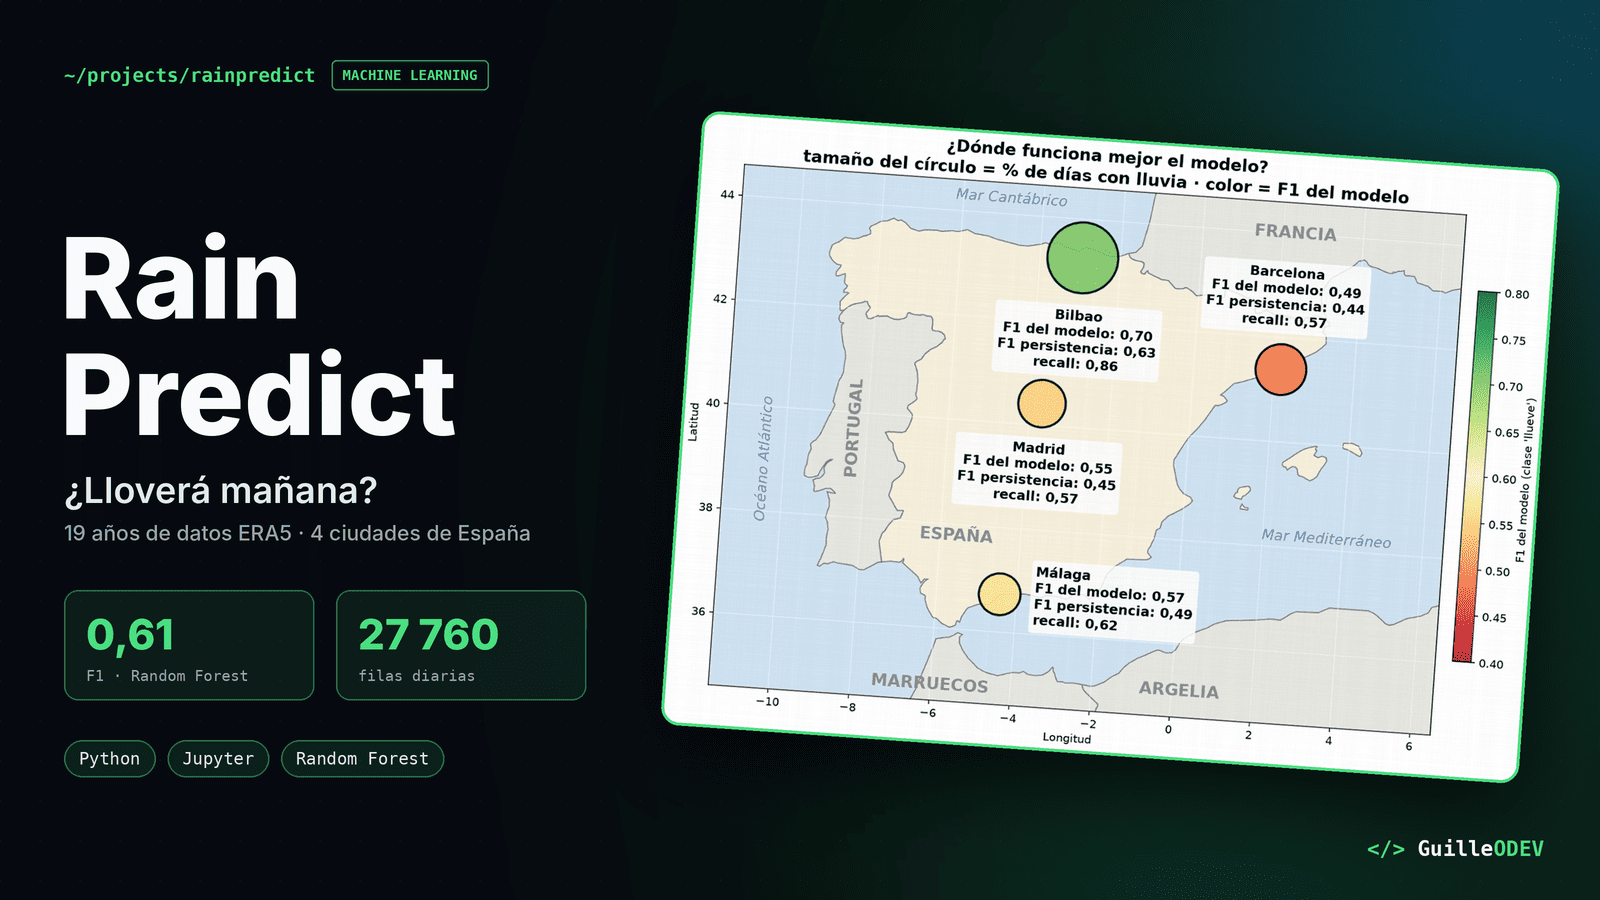 ~/projects/rainpredict
MACHINE LEARNING
Rain
Predict
¿Lloverá mañana?
19 años de datos ERA5 · 4 ciudades de España
0,61
F1 · Random Forest
27 760
filas diarias
Python
Jupyter
Random Forest
¿Dónde funciona mejor el modelo?
tamaño del círculo = % de días con lluvia · color = F1 del modelo
Mar Cantábrico
FRANCIA
Barcelona
F1 del modelo: 0,49
F1 persistencia: 0,44
recall: 0,57
Bilbao
F1 del modelo: 0,70
F1 persistencia: 0,63
recall: 0,86
Océano Atlántico
PORTUGAL
Madrid
F1 del modelo: 0,55
F1 persistencia: 0,45
recall: 0,57
ESPAÑA
Mar Mediterráneo
Málaga
F1 del modelo: 0,57
F1 persistencia: 0,49
recall: 0,62
MARRUECOS
ARGELIA
Latitud
44
42
40
38
36
−10
−8
−6
−4
−2
0
2
4
6
Longitud
0.80
0.75
0.70
0.65
0.60
0.55
0.50
0.45
0.40
F1 del modelo (clase 'llueve')
</> GuilleODEV